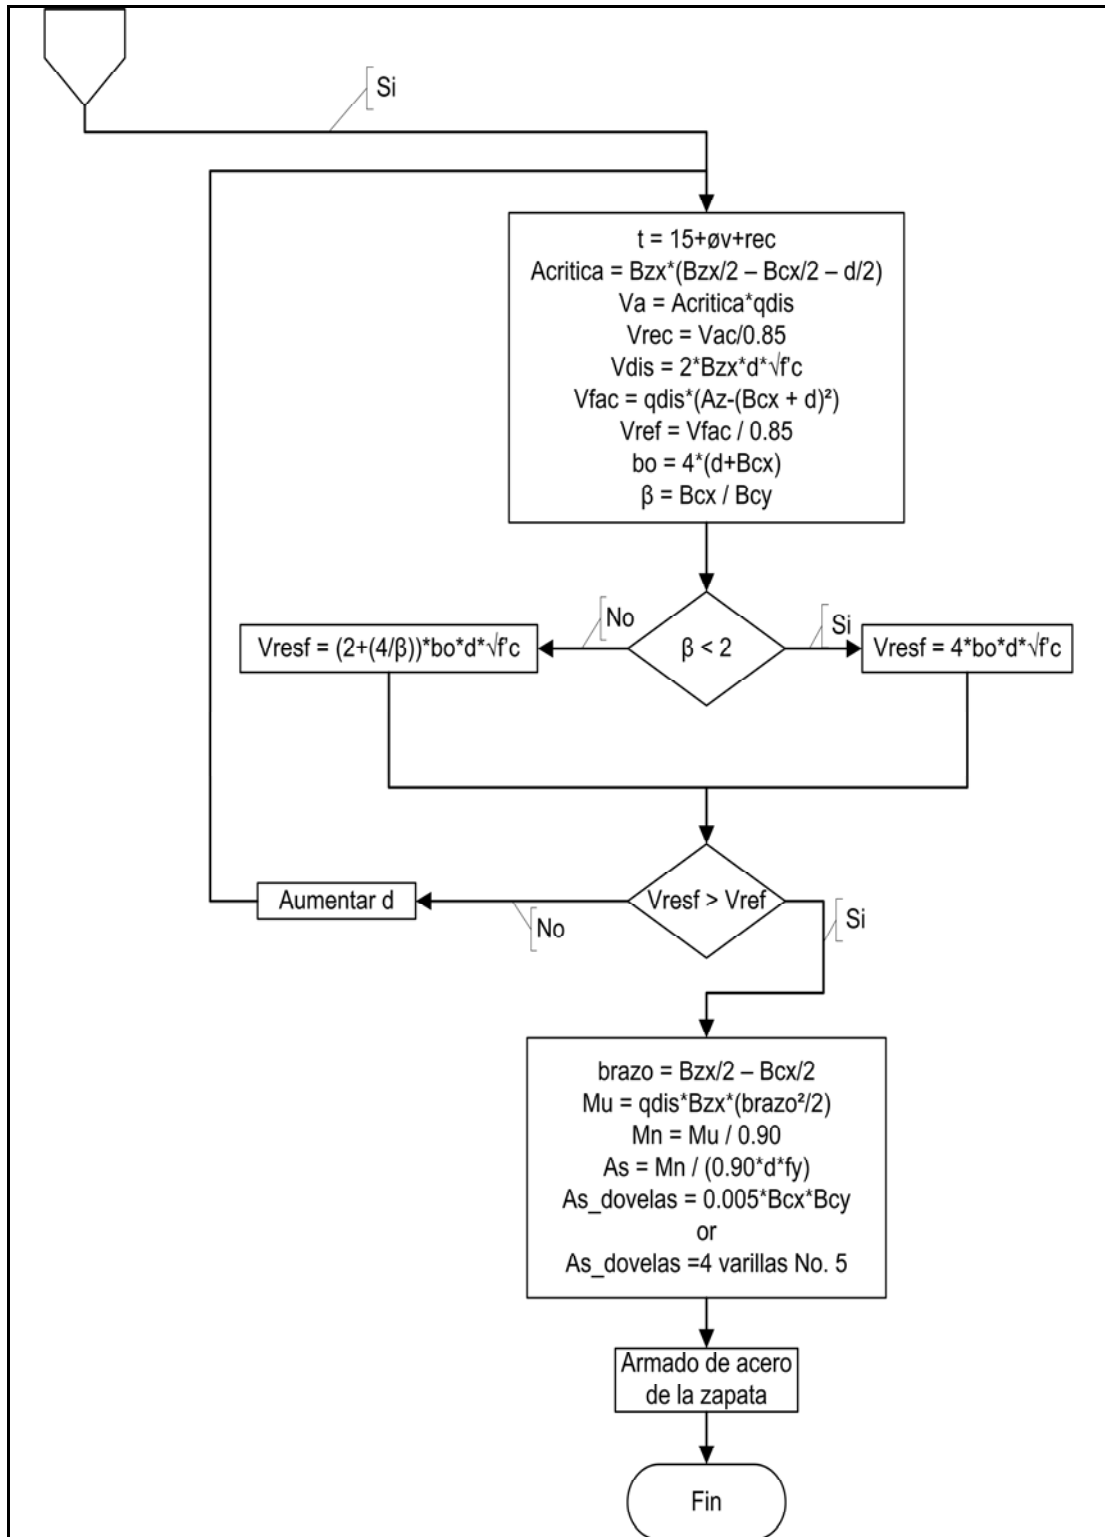 Si
t = 15+øv+rec
Acritica = Bzx*(Bzx/2 – Bcx/2 – d/2)
Va = Acritica*qdis
Vrec = Vac/0.85
Vdis = 2*Bzx*d*√f'c
Vfac = qdis*(Az-(Bcx + d)²)
Vref = Vfac / 0.85
bo = 4*(d+Bcx)
β = Bcx / Bcy
No
Si
Vresf = (2+(4/β))*bo*d*√f'c
β < 2
Vresf = 4*bo*d*√f'c
Aumentar d
Vresf > Vref
No
Si
brazo = Bzx/2 – Bcx/2
Mu = qdis*Bzx*(brazo²/2)
Mn = Mu / 0.90
As = Mn / (0.90*d*fy)
As_dovelas = 0.005*Bcx*Bcy
or
As_dovelas =4 varillas No. 5
Armado de acero
de la zapata
Fin